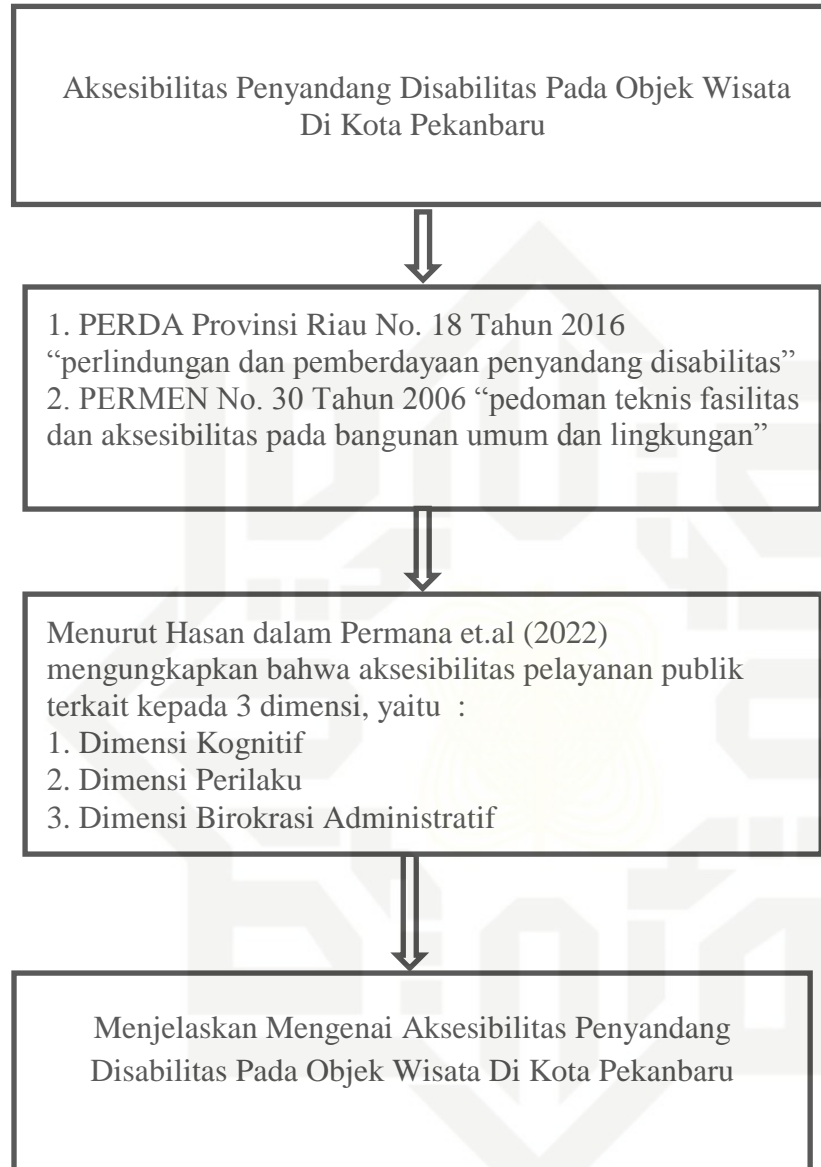 Aksesibilitas Penyandang Disabilitas Pada Objek Wisata
Di Kota Pekanbaru
1. PERDA Provinsi Riau No. 18 Tahun 2016
“perlindungan dan pemberdayaan penyandang disabilitas”
2. PERMEN No. 30 Tahun 2006 “pedoman teknis fasilitas
dan aksesibilitas pada bangunan umum dan lingkungan”
Menurut Hasan dalam Permana et.al (2022)
mengungkapkan bahwa aksesibilitas pelayanan publik
terkait kepada 3 dimensi, yaitu :
1. Dimensi Kognitif
2. Dimensi Perilaku
3. Dimensi Birokrasi Administratif
Menjelaskan Mengenai Aksesibilitas Penyandang
Disabilitas Pada Objek Wisata Di Kota Pekanbaru